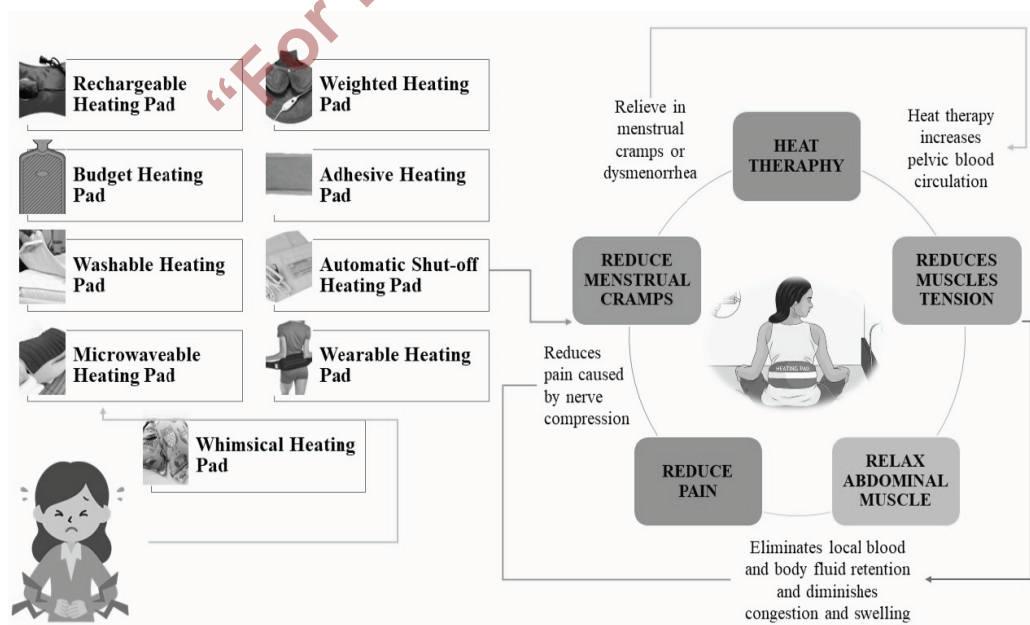 “For
Rechargeable
Heating Pad
Weighted Heating
Pad
Budget Heating
Pad
Adhesive Heating
Pad
Washable Heating
Pad
Automatic Shut-off
Heating Pad
Microwaveable
Heating Pad
Wearable Heating
Pad
Whimsical Heating
Pad
Relieve in
menstrual
cramps or
dysmenorrhea
HEAT
THERAPHY
Heat therapy
increases
pelvic blood
circulation
REDUCE
MENSTRUAL
CRAMPS
REDUCES
MUSCLES
TENSION
HEATING PAD
Reduces
pain caused
by nerve
compression
REDUCE
PAIN
RELAX
ABDOMINAL
MUSCLE
Eliminates local blood
and body fluid retention
and diminishes
congestion and swelling